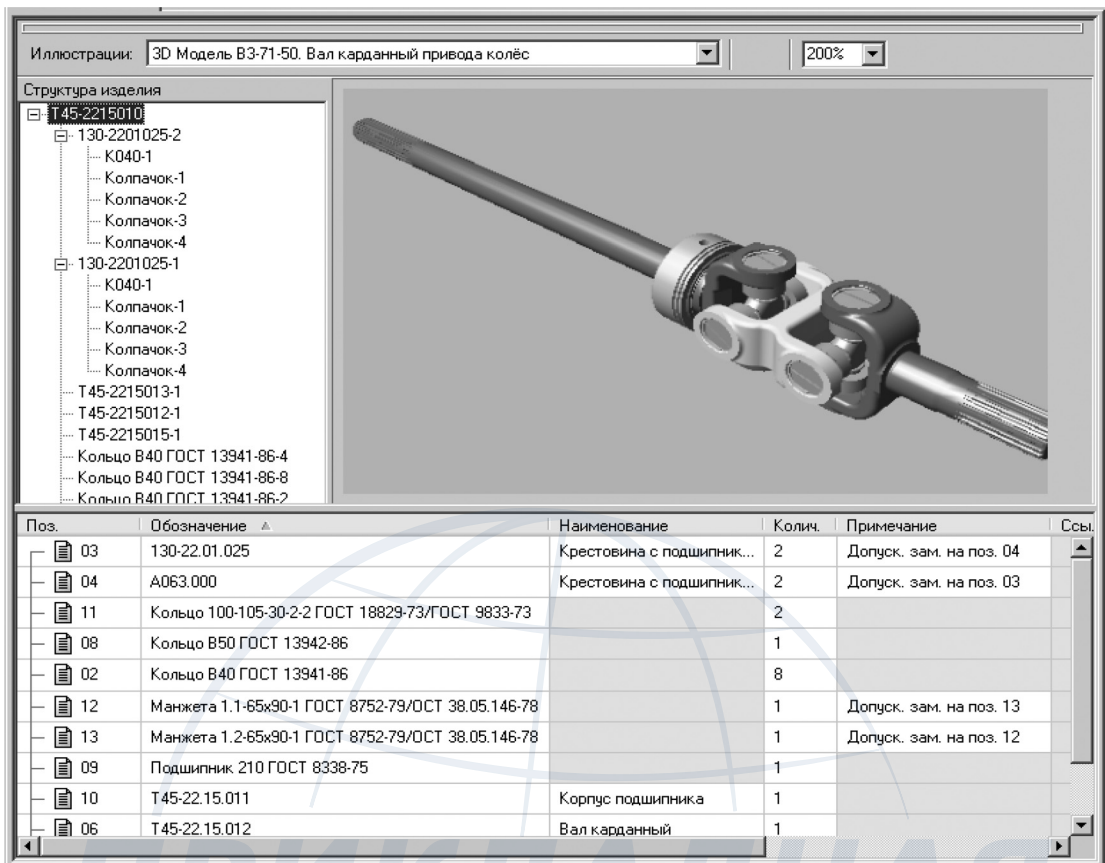 Иллюстрации: 3D Модель В3-71-50. Вал карданный привода колёс 200%
Структура изделия
Т45-2215010
130-2201025-2
К040-1
Колпачок-1
Колпачок-2
Колпачок-3
Колпачок-4
130-2201025-1
К040-1
Колпачок-1
Колпачок-2
Колпачок-3
Колпачок-4
Т45-2215013-1
Т45-2215012-1
Т45-2215015-1
Кольцо В40 ГОСТ 13941-86-4
Кольцо В40 ГОСТ 13941-86-8
Кольцо В40 ГОСТ 13941-86-2
Поз. Обозначение Наименование Колич. Примечание Ссы
03 130-22.01.025 Крестовина с подшипник... 2 Допуск. зам. на поз. 04
04 А063.000 Крестовина с подшипник... 2 Допуск. зам. на поз. 03
11 Кольцо 100-105-30-2-2 ГОСТ 18829-73/ГОСТ 9833-73 2
08 Кольцо В50 ГОСТ 13942-86 1
02 Кольцо В40 ГОСТ 13941-86 8
12 Манжета 1.1-65х90-1 ГОСТ 8752-79/ОСТ 38.05.146-78 1 Допуск. зам. на поз. 13
13 Манжета 1.2-65х90-1 ГОСТ 8752-79/ОСТ 38.05.146-78 1 Допуск. зам. на поз. 12
09 Подшипник 210 ГОСТ 8338-75 1
10 Т45-22.15.011 Корпус подшипника 1
06 Т45-22.15.012 Вал карданный 1